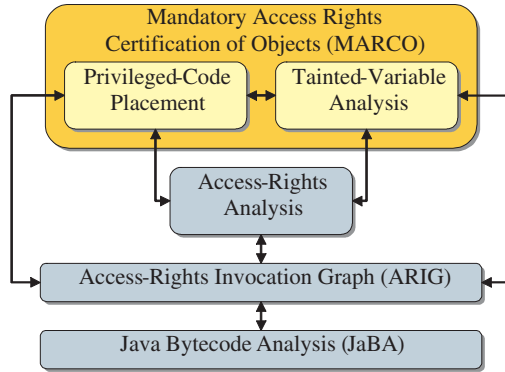 Mandatory Access Rights
Certification of Objects (MARCO)
Privileged-Code
Placement
Tainted-Variable
Analysis
Access-Rights
Analysis
Access-Rights Invocation Graph (ARIG)
Java Bytecode Analysis (JaBA)